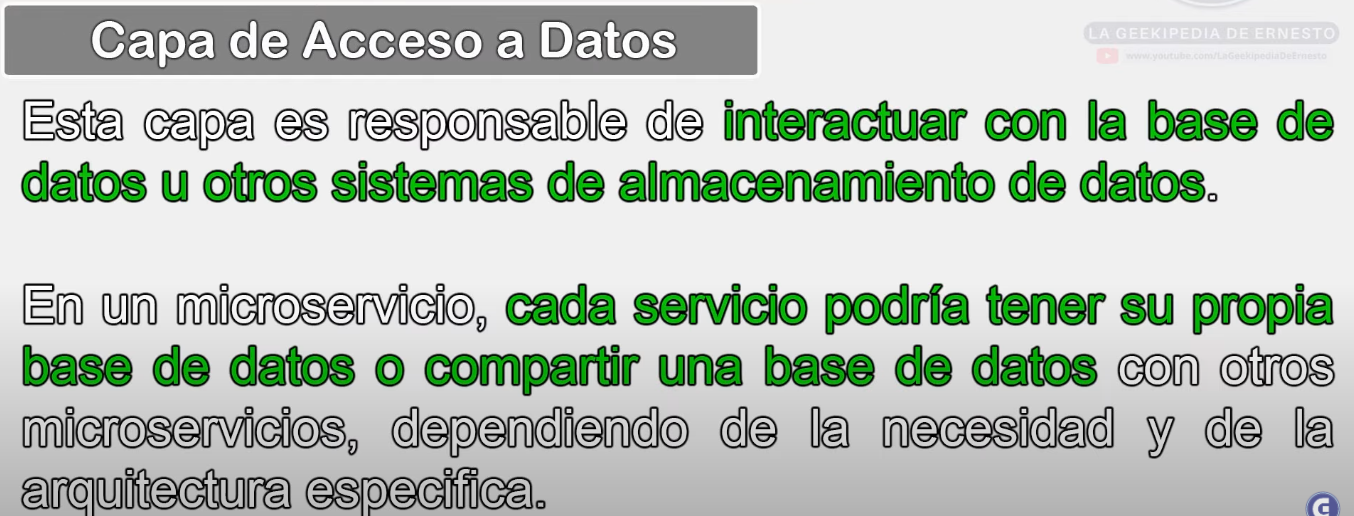 Capa de Acceso a Datos
LA GEEKIPEDIA DE ERNESTO
www.youtube.com/LaGeekipediaDeErnesto
Esta capa es responsable de interactuar con la base de
datos u otros sistemas de almacenamiento de datos.
En un microservicio, cada servicio podría tener su propia
base de datos o compartir una base de datos con otros
microservicios, dependiendo de la necesidad y de la
arquitectura especifica.